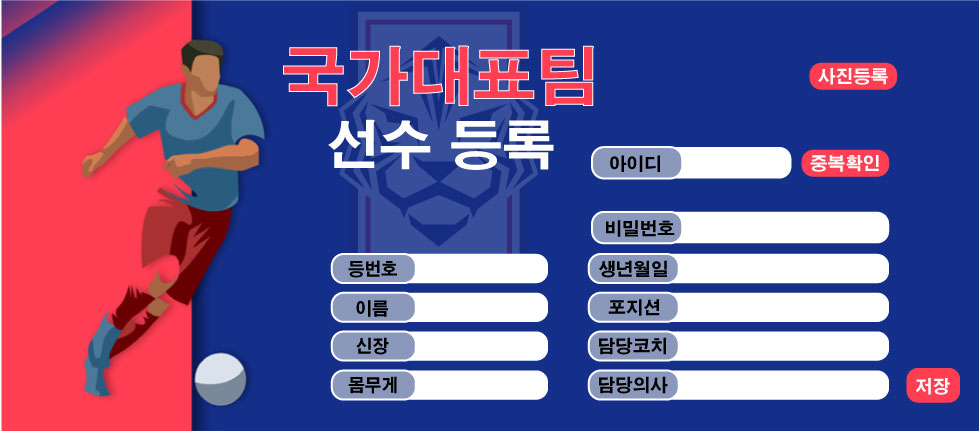 국가대표팀
선수 등록
사진등록
아이디
중복확인
비밀번호
등번호
생년월일
이름
포지션
신장
담당코치
몸무게
담당의사
저장